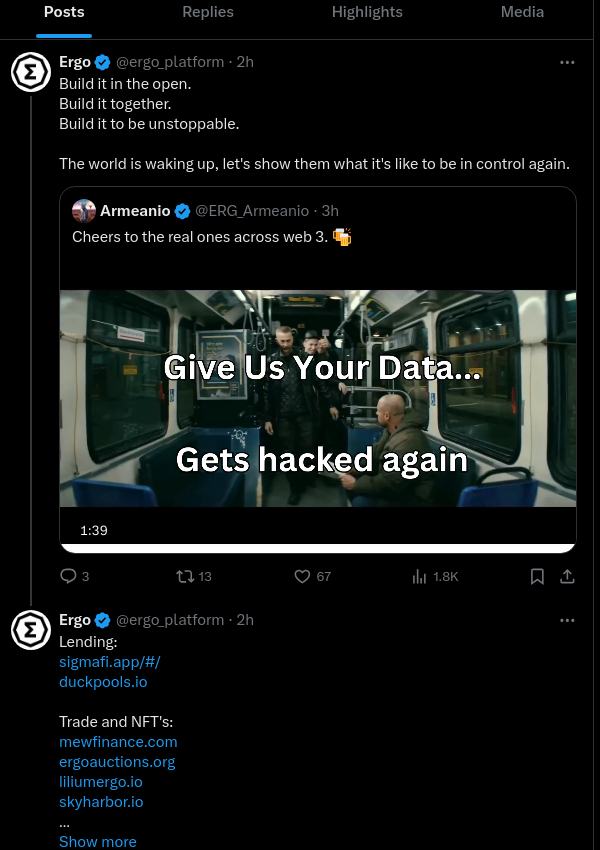 Posts Replies Highlights Media
Ergo @ergo_platform · 2h
Build it in the open.
Build it together.
Build it to be unstoppable.
The world is waking up, let's show them what it's like to be in control again.
Armeanio @ERG_Armeanio · 3h
Cheers to the real ones across web 3. 🍻
Give Us Your Data...
Gets hacked again
1:39
3 13 67 1.8K
Ergo @ergo_platform · 2h
Lending:
sigmafi.app/#/
duckpools.io
Trade and NFT's:
mewfinance.com
ergoauctions.org
liliumergo.io
skyharbor.io
...
Show more